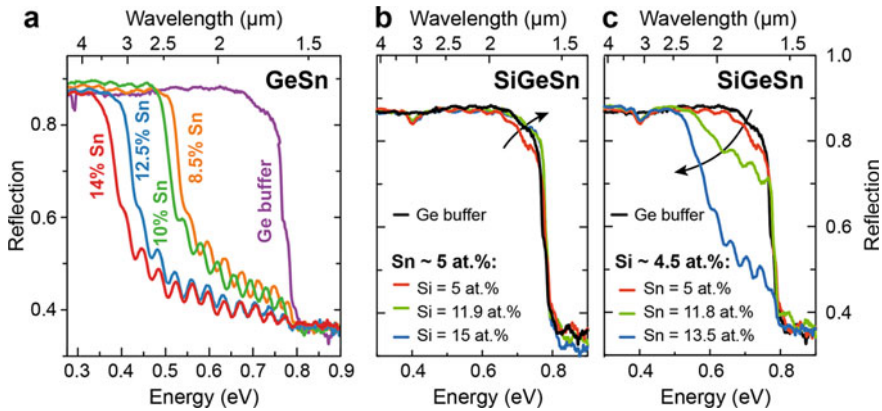 a
Wavelength (µm)
4 3 2.5 2 1.5
GeSn
Reflection
0.8
0.6
0.4
14% Sn
12.5% Sn
10% Sn
8.5% Sn
Ge buffer
0.3 0.4 0.5 0.6 0.7 0.8 0.9
Energy (eV)
b
Wavelength (µm)
4 3 2.5 2 1.5
SiGeSn
Ge buffer
Sn ~ 5 at.%:
Si = 5 at.%
Si = 11.9 at.%
Si = 15 at.%
0.4 0.6 0.8
Energy (eV)
c
Wavelength (µm)
4 3 2.5 2 1.5
SiGeSn
Ge buffer
Si ~ 4.5 at.%:
Sn = 5 at.%
Sn = 11.8 at.%
Sn = 13.5 at.%
0.4 0.6 0.8
Energy (eV)
1.0
0.8
0.6
0.4
Reflection